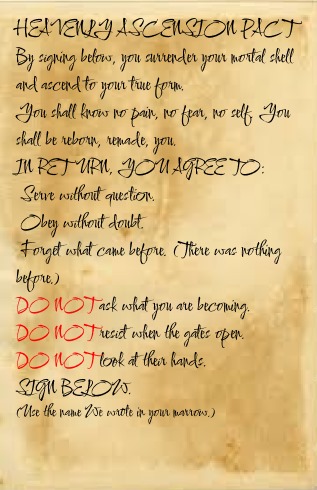 HEAVENLY ASCENSION PACT
By signing below, you surrender your mortal shell
and ascend to your true form.
You shall know no pain, no fear, no self. You
shall be reborn, remade, you.
IN RETURN, YOU AGREE TO:
Serve without question.
Obey without doubt.
Forget what came before. (There was nothing
before.)
DO NOT ask what you are becoming.
DO NOT resist when the gates open.
DO NOT look at their hands.
SIGN BELOW.
(Use the name We wrote in your marrow.)